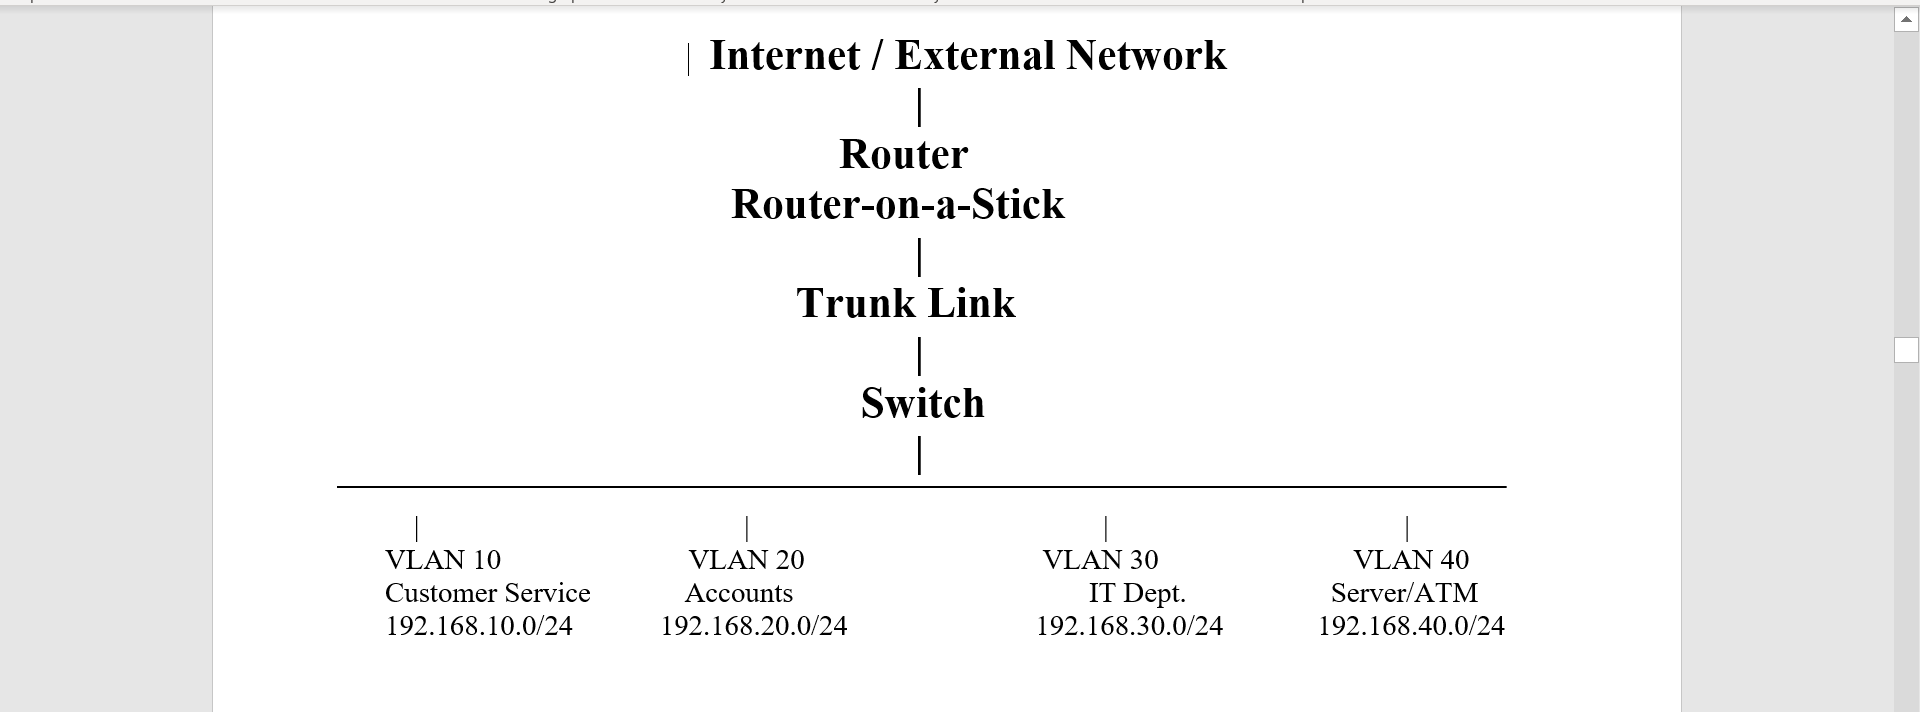 Internet / External Network
|
Router
Router-on-a-Stick
|
Trunk Link
|
Switch
|
| | | |
VLAN 10 VLAN 20 VLAN 30 VLAN 40
Customer Service Accounts IT Dept. Server/ATM
192.168.10.0/24 192.168.20.0/24 192.168.30.0/24 192.168.40.0/24